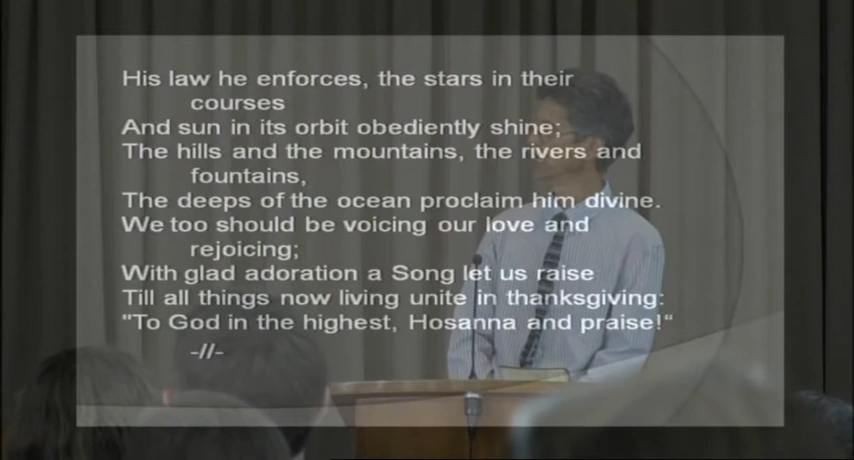 His law he enforces, the stars in their
courses
And sun in its orbit obediently shine;
The hills and the mountains, the rivers and
fountains,
The deeps of the ocean proclaim him divine.
We too should be voicing our love and
rejoicing;
With glad adoration a Song let us raise
Till all things now living unite in thanksgiving:
"To God in the highest, Hosanna and praise!“
-//-